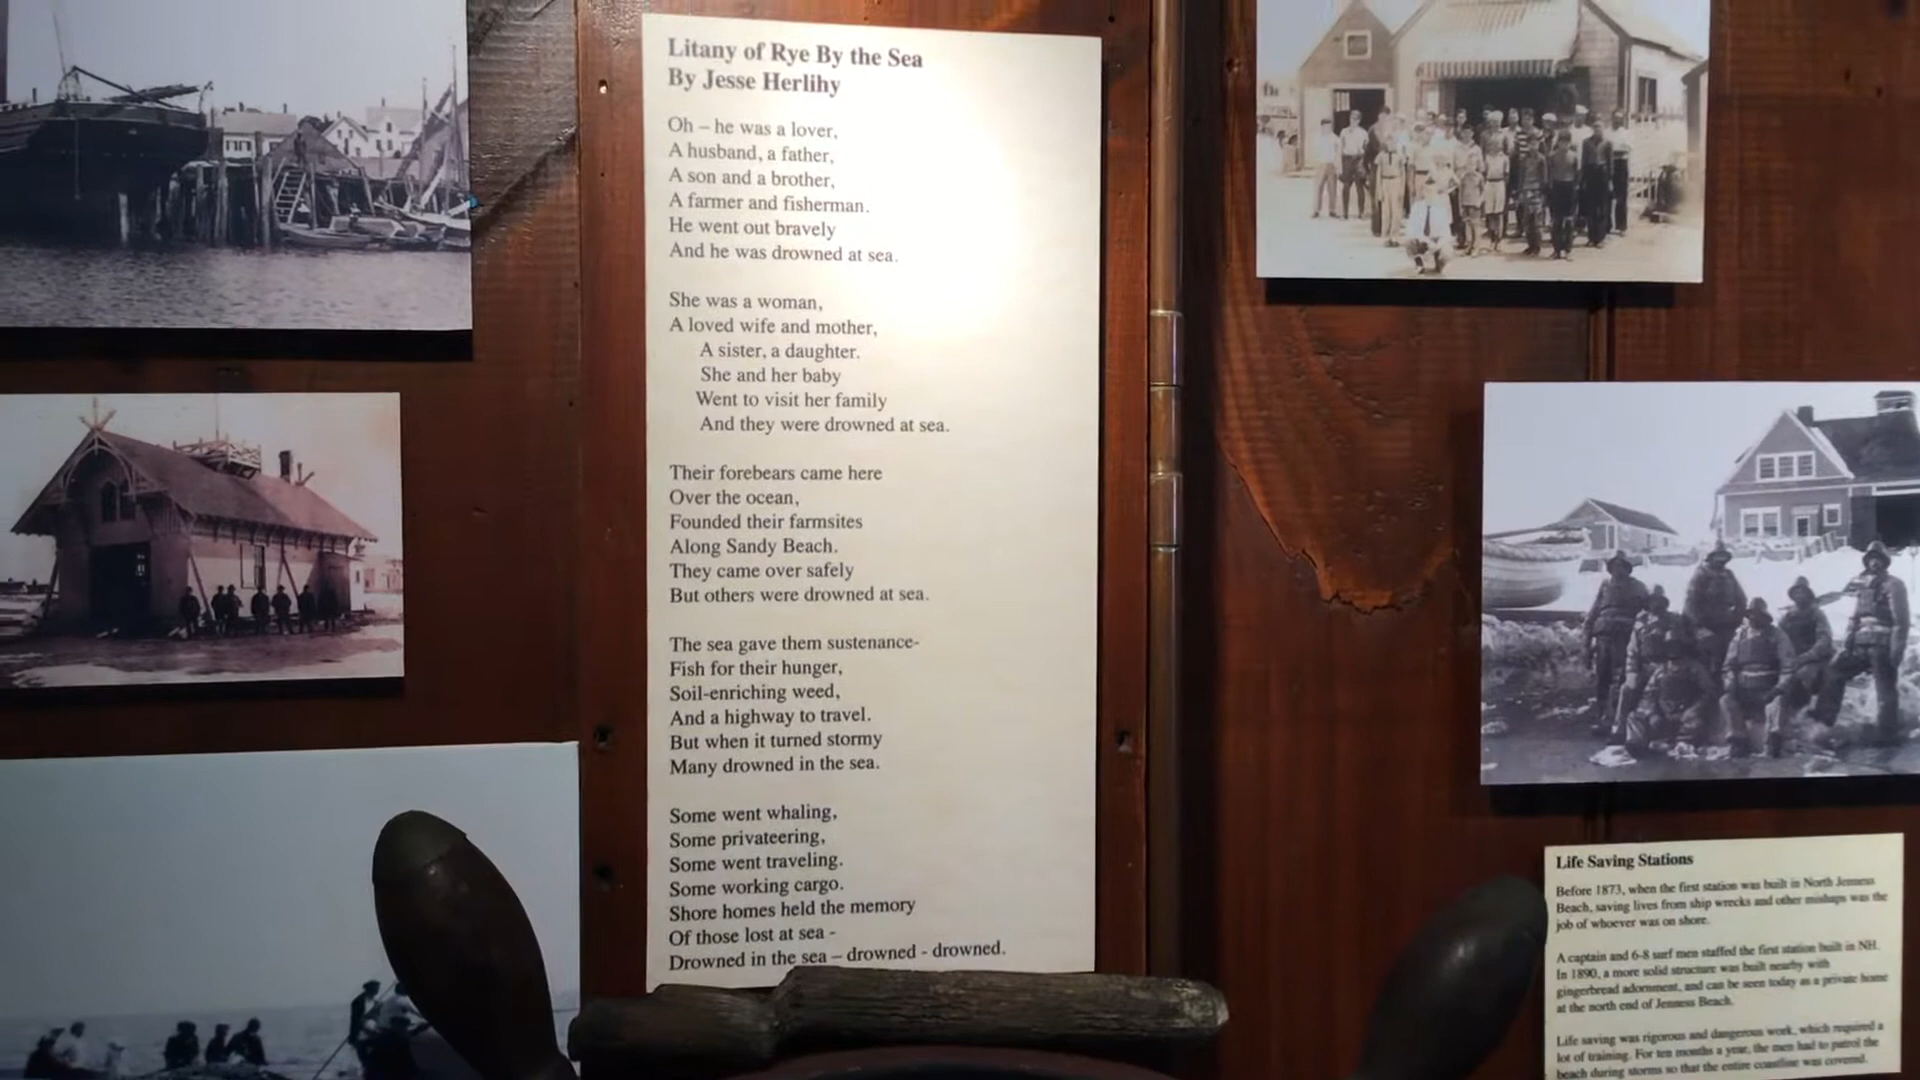 Litany of Rye By the Sea
By Jesse Herlihy
Oh – he was a lover,
A husband, a father,
A son and a brother,
A farmer and fisherman.
He went out bravely
And he was drowned at sea.
She was a woman,
A loved wife and mother,
A sister, a daughter.
She and her baby
Went to visit her family
And they were drowned at sea.
Their forebears came here
Over the ocean,
Founded their farmsites
Along Sandy Beach.
They came over safely
But others were drowned at sea.
The sea gave them sustenance-
Fish for their hunger,
Soil-enriching weed,
And a highway to travel.
But when it turned stormy
Many drowned in the sea.
Some went whaling,
Some privateering,
Some went traveling.
Some working cargo.
Shore homes held the memory
Of those lost at sea -
Drowned in the sea – drowned - drowned.
Life Saving Stations
Before 1873, when the first station was built in North Jenness
Beach, saving lives from ship wrecks and other mishaps was the
job of whoever was on shore.
A captain and 6-8 surf men staffed the first station built in NH.
In 1890, a more solid structure was built nearby with
gingerbread adornment, and can be seen today as a private home
at the north end of Jenness Beach.
Life saving was rigorous and dangerous work, which required a
lot of training. For ten months a year, the men had to patrol the
beach during storms so that the entire coastline was covered.